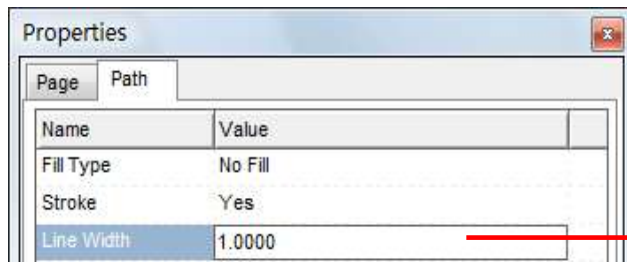 Properties
Page Path
Name Value
Fill Type No Fill
Stroke Yes
Line Width 1.0000